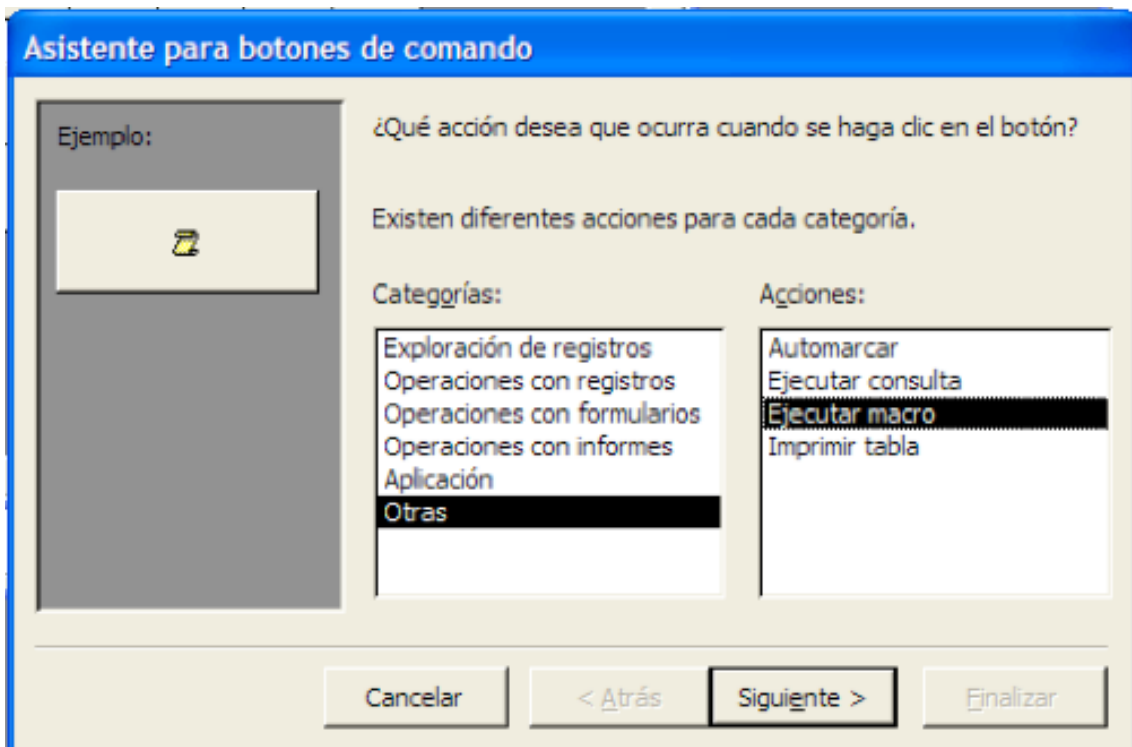 Asistente para botones de comando
Ejemplo:
¿Qué acción desea que ocurra cuando se haga clic en el botón?
Existen diferentes acciones para cada categoría.
Categorías:
Exploración de registros
Operaciones con registros
Operaciones con formularios
Operaciones con informes
Aplicación
Otras
Acciones:
Automarcar
Ejecutar consulta
Ejecutar macro
Imprimir tabla
Cancelar
< Atrás
Siguiente >
Finalizar